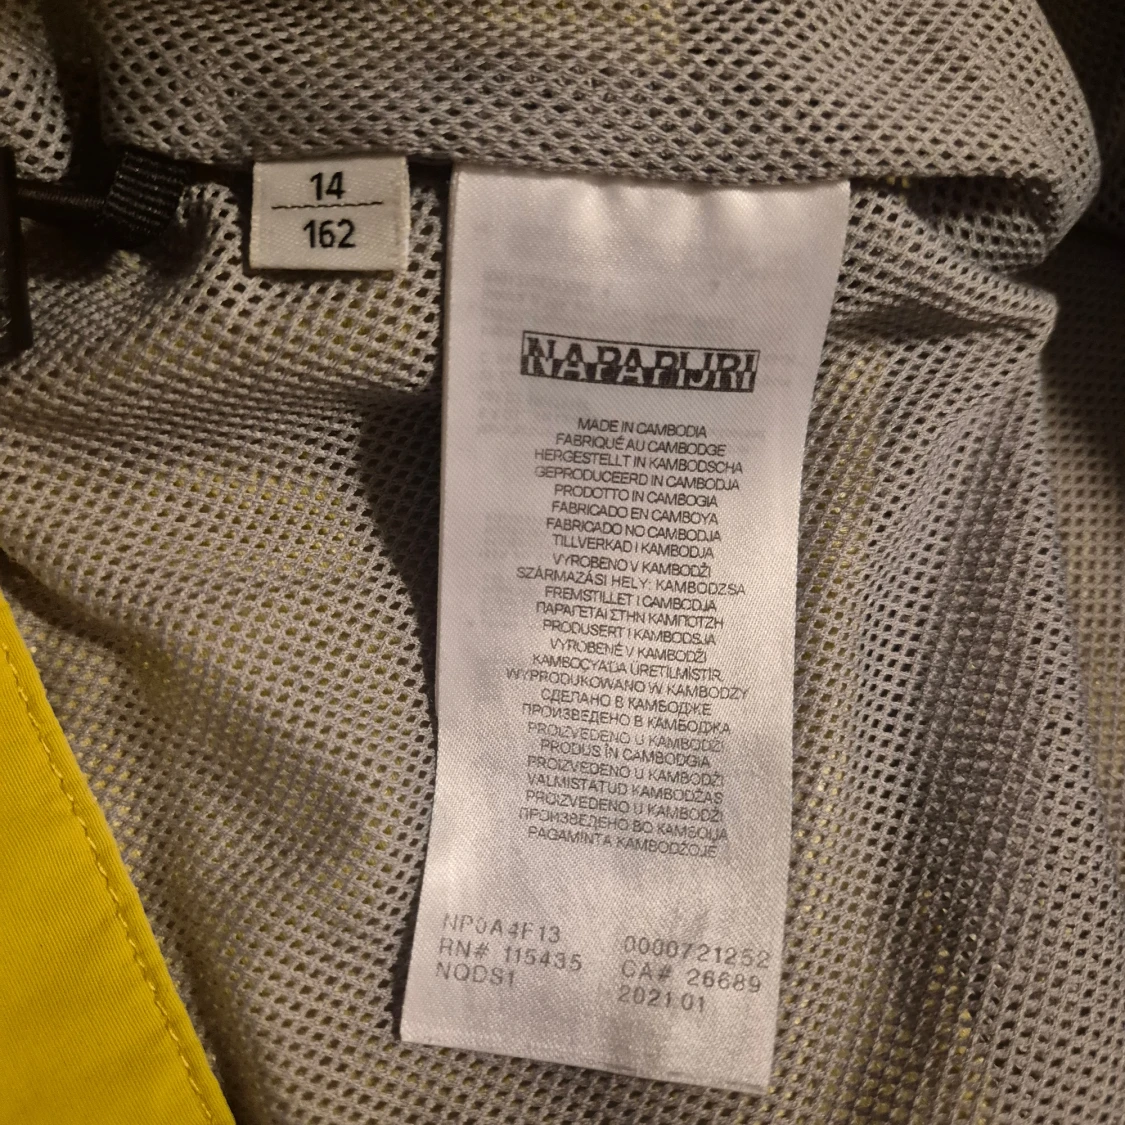 14
162
NAPAPIJRI
MADE IN CAMBODIA
FABRIQUÉ AU CAMBODGE
HERGESTELLT IN KAMBODSCHA
GEPRODUCEERD IN CAMBODJA
PRODOTTO IN CAMBOGIA
FABRICADO EN CAMBOYA
FABRICADO NO CAMBODJA
TILLVERKAD I KAMBODJA
VYROBENO V KAMBODŽI
SZÁRMAZÁSI HELY: KAMBODZSA
FREMSTILLET I CAMBODJA
ΠΑΡΑΓΕΤΑΙ ΣΤΗΝ ΚΑΜΠΟΤΖΗ
PRODUSERT I KAMBODSJA
VYROBENÉ V KAMBODŽI
KAMBOÇYADA ÜRETILMİSTİR
WYPRODUKOWANO W KAMBODŻY
СДЕЛАНО В КАМБОДЖЕ
ПРОИЗВЕДЕНО В КАМБОДЖА
PROIZVEDENO U KAMBODŽI
PRODUS ÎN CAMBODGIA
PROIZVEDENO U KAMBODŽI
VALMISTATUD KAMBODŽAS
PROIZVEDENO U KAMBODŽI
ПРОИЗВЕДЕНО ВО КАМБОЏА
PAGAMINTA KAMBODŽOJE
NP0A4F13 0000721252
RN# 115435 CA# 26689
NODS1 2021.01